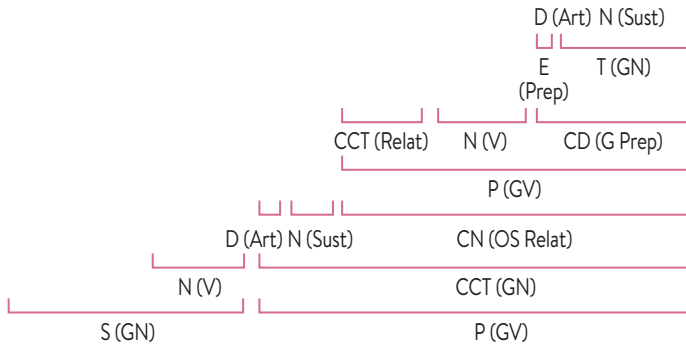 D (Art) N (Sust)
E T (GN)
(Prep)
CCT (Relat) N (V) CD (G Prep)
P (GV)
D (Art) N (Sust) CN (OS Relat)
N (V) CCT (GN)
S (GN) P (GV)